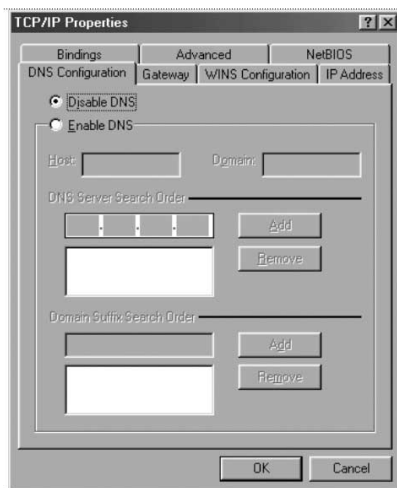 TCP/IP Properties ? X
Bindings Advanced NetBIOS
DNS Configuration Gateway WINS Configuration IP Address
Disable DNS
Enable DNS
Host: Domain:
DNS Server Search Order
Add
Remove
Domain Suffix Search Order
Add
Remove
OK Cancel